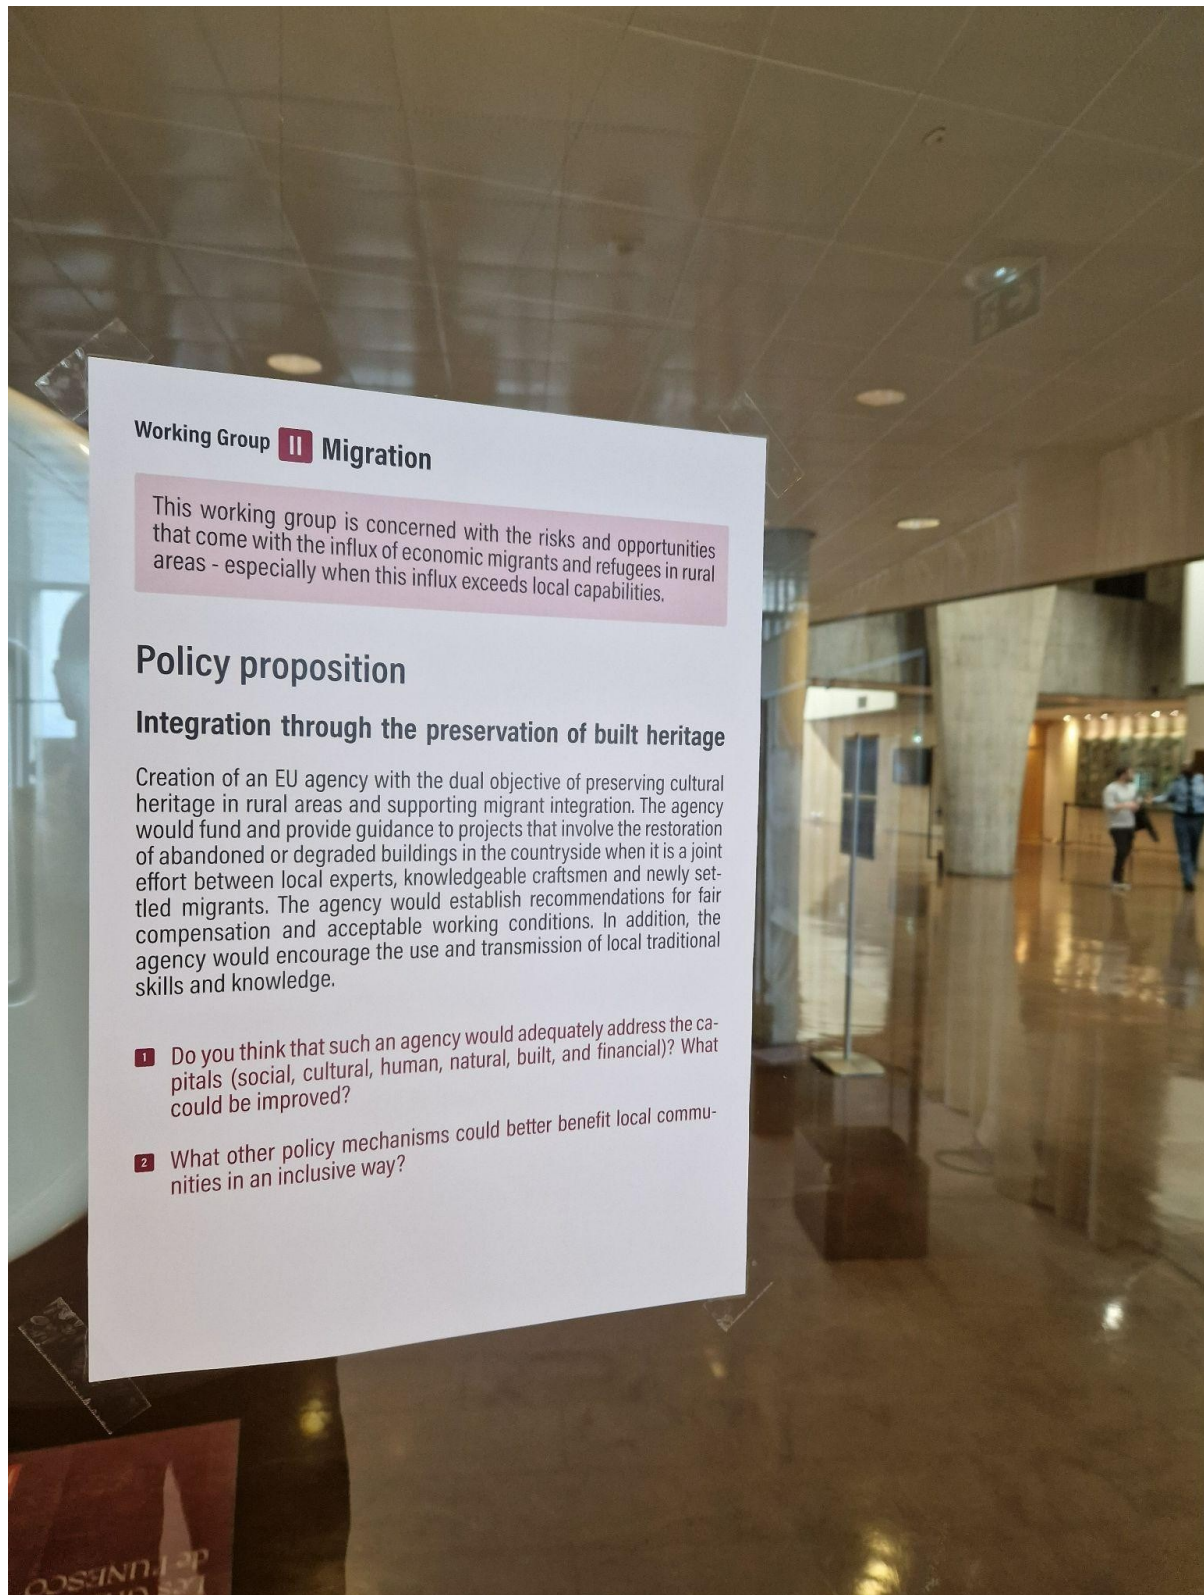 Working Group II Migration
This working group is concerned with the risks and opportunities
that come with the influx of economic migrants and refugees in rural
areas - especially when this influx exceeds local capabilities.
Policy proposition
Integration through the preservation of built heritage
Creation of an EU agency with the dual objective of preserving cultural
heritage in rural areas and supporting migrant integration. The agency
would fund and provide guidance to projects that involve the restoration
of abandoned or degraded buildings in the countryside when it is a joint
effort between local experts, knowledgeable craftsmen and newly set-
tled migrants. The agency would establish recommendations for fair
compensation and acceptable working conditions. In addition, the
agency would encourage the use and transmission of local traditional
skills and knowledge.
1 Do you think that such an agency would adequately address the ca-
pitals (social, cultural, human, natural, built, and financial)? What
could be improved?
2 What other policy mechanisms could better benefit local commu-
nities in an inclusive way?
Les
de l'UNESCO